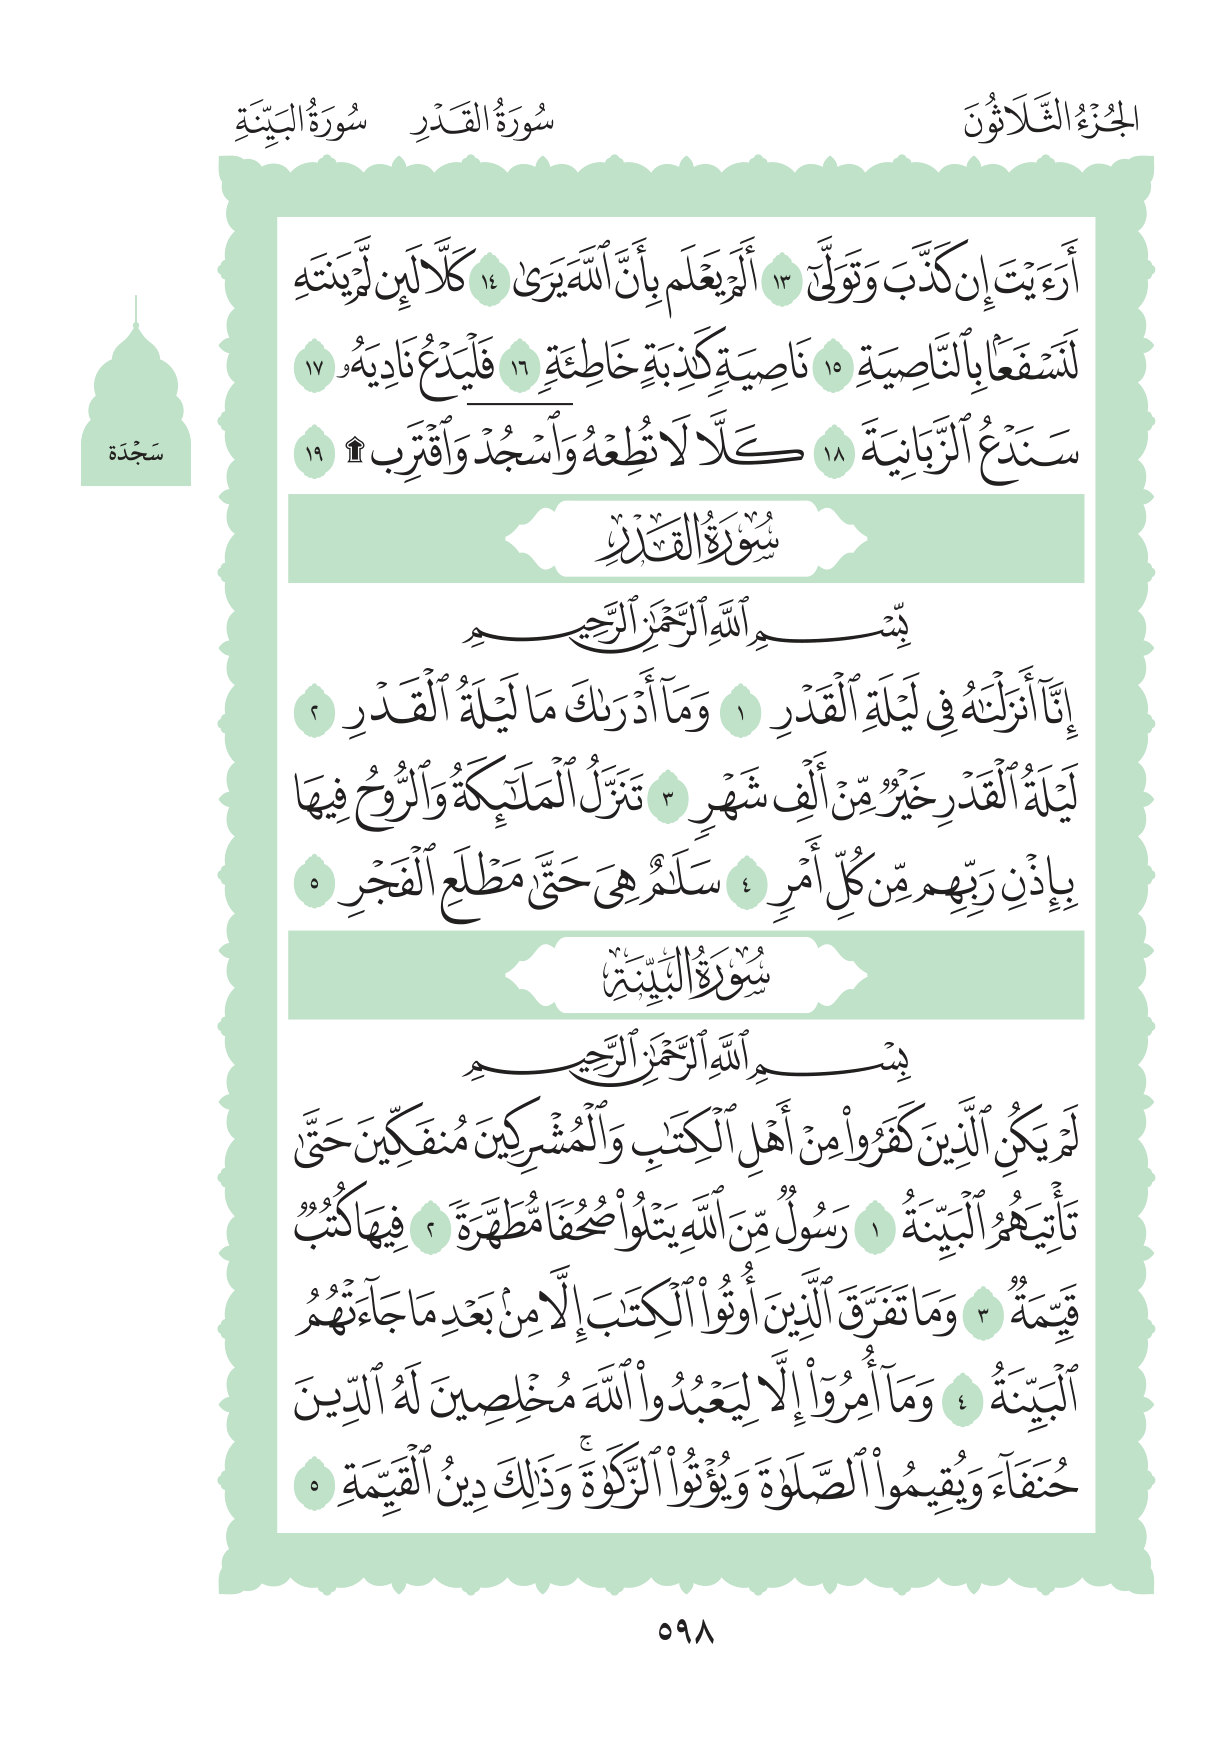 الجُزْءُ الثَّلَاثُونَ سُورَةُ القَدْرِ سُورَةُ البَيِّنَةِ
أَرَءَيْتَ إِن كَذَّبَ وَتَوَلَّىٰٓ ١٣ أَلَمْ يَعْلَم بِأَنَّ ٱللَّهَ يَرَىٰ ١٤ كَلَّا لَئِن لَّمْ يَنتَهِ
لَنَسْفَعًۢا بِٱلنَّاصِيَةِ ١٥ نَاصِيَةٍ كَٰذِبَةٍ خَاطِئَةٍ ١٦ فَلْيَدْعُ نَادِيَهُۥ ١٧
سَنَدْعُ ٱلزَّبَانِيَةَ ١٨ كَلَّا لَا تُطِعْهُ وَٱسْجُدْ وَٱقْتَرِب ۩ ١٩
سَجْدَة
سُورَةُ القَدْرِ
بِسْمِ ٱللَّهِ ٱلرَّحْمَٰنِ ٱلرَّحِيمِ
إِنَّآ أَنزَلْنَٰهُ فِى لَيْلَةِ ٱلْقَدْرِ ١ وَمَآ أَدْرَىٰكَ مَا لَيْلَةُ ٱلْقَدْرِ ٢
لَيْلَةُ ٱلْقَدْرِ خَيْرٌ مِّنْ أَلْفِ شَهْرٍ ٣ تَنَزَّلُ ٱلْمَلَٰٓئِكَةُ وَٱلرُّوحُ فِيهَا
بِإِذْنِ رَبِّهِم مِّن كُلِّ أَمْرٍ ٤ سَلَٰمٌ هِىَ حَتَّىٰ مَطْلَعِ ٱلْفَجْرِ ٥
سُورَةُ البَيِّنَةِ
بِسْمِ ٱللَّهِ ٱلرَّحْمَٰنِ ٱلرَّحِيمِ
لَمْ يَكُنِ ٱلَّذِينَ كَفَرُوا۟ مِنْ أَهْلِ ٱلْكِتَٰبِ وَٱلْمُشْرِكِينَ مُنفَكِّينَ حَتَّىٰ
تَأْتِيَهُمُ ٱلْبَيِّنَةُ ١ رَسُولٌ مِّنَ ٱللَّهِ يَتْلُوا۟ صُحُفًا مُّطَهَّرَةً ٢ فِيهَا كُتُبٌ
قَيِّمَةٌ ٣ وَمَا تَفَرَّقَ ٱلَّذِينَ أُوتُوا۟ ٱلْكِتَٰبَ إِلَّا مِنۢ بَعْدِ مَا جَآءَتْهُمُ
ٱلْبَيِّنَةُ ٤ وَمَآ أُمِرُوٓا۟ إِلَّا لِيَعْبُدُوا۟ ٱللَّهَ مُخْلِصِينَ لَهُ ٱلدِّينَ
حُنَفَآءَ وَيُقِيمُوا۟ ٱلصَّلَوٰةَ وَيُؤْتُوا۟ ٱلزَّكَوٰةَ ۚ وَذَٰلِكَ دِينُ ٱلْقَيِّمَةِ ٥
٥٩٨